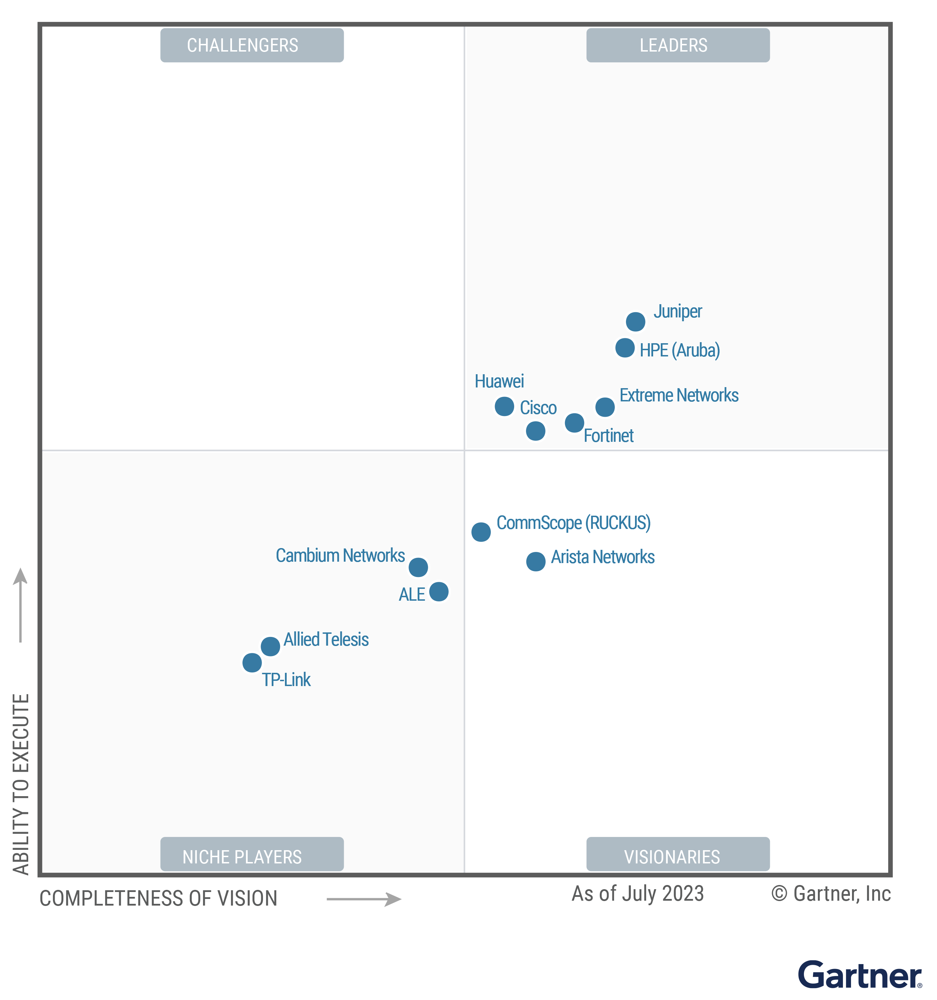 CHALLENGERS
LEADERS
Juniper
HPE (Aruba)
Huawei
Extreme Networks
Cisco
Fortinet
CommScope (RUCKUS)
Cambium Networks
Arista Networks
ALE
Allied Telesis
TP-Link
NICHE PLAYERS
VISIONARIES
ABILITY TO EXECUTE
COMPLETENESS OF VISION
As of July 2023
© Gartner, Inc
Gartner®